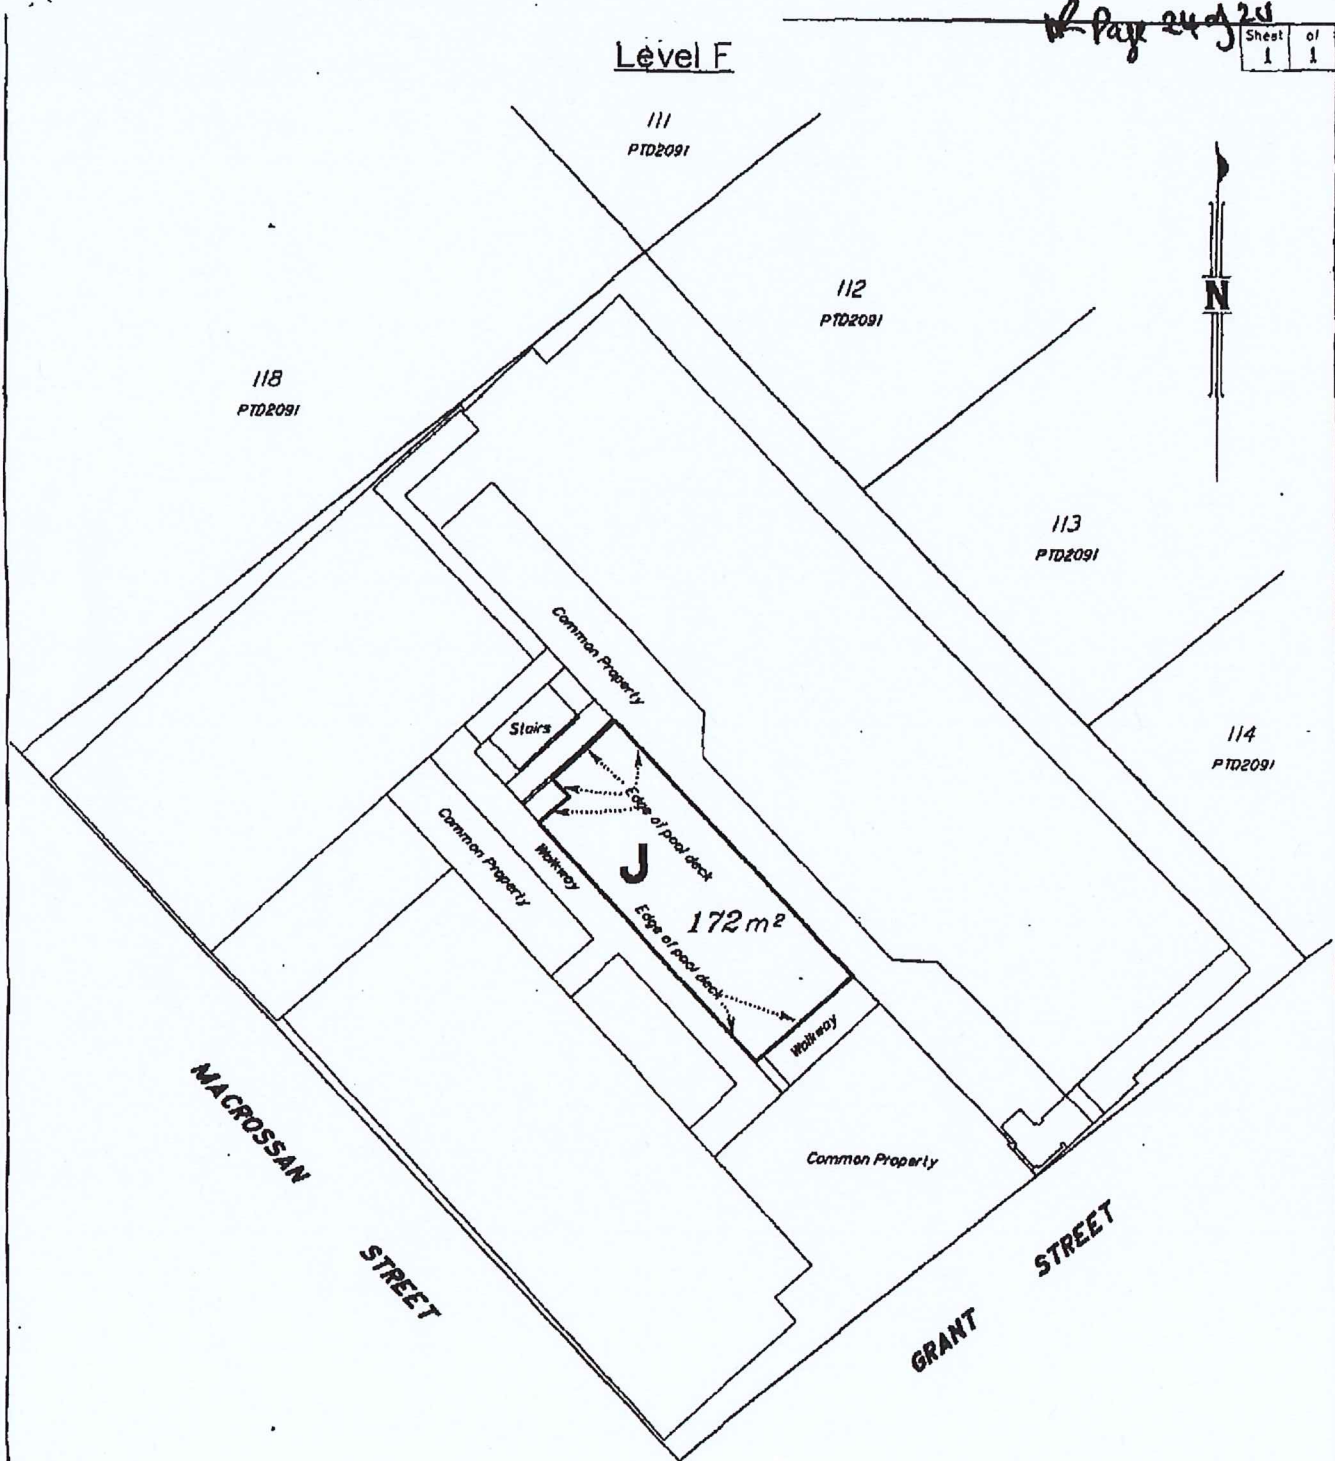 Page 24 of
Sheet of
1 1
Level F
111
PTD2091
112
PTD2091
N
118
PTD2091
113
PTD2091
Common Property
114
PTD2091
Stairs
Edge of pool deck
Common Property
Walkway
J
172 m²
Edge of pool deck
Walkway
Common Property
MACROSSAN STREET
GRANT STREET